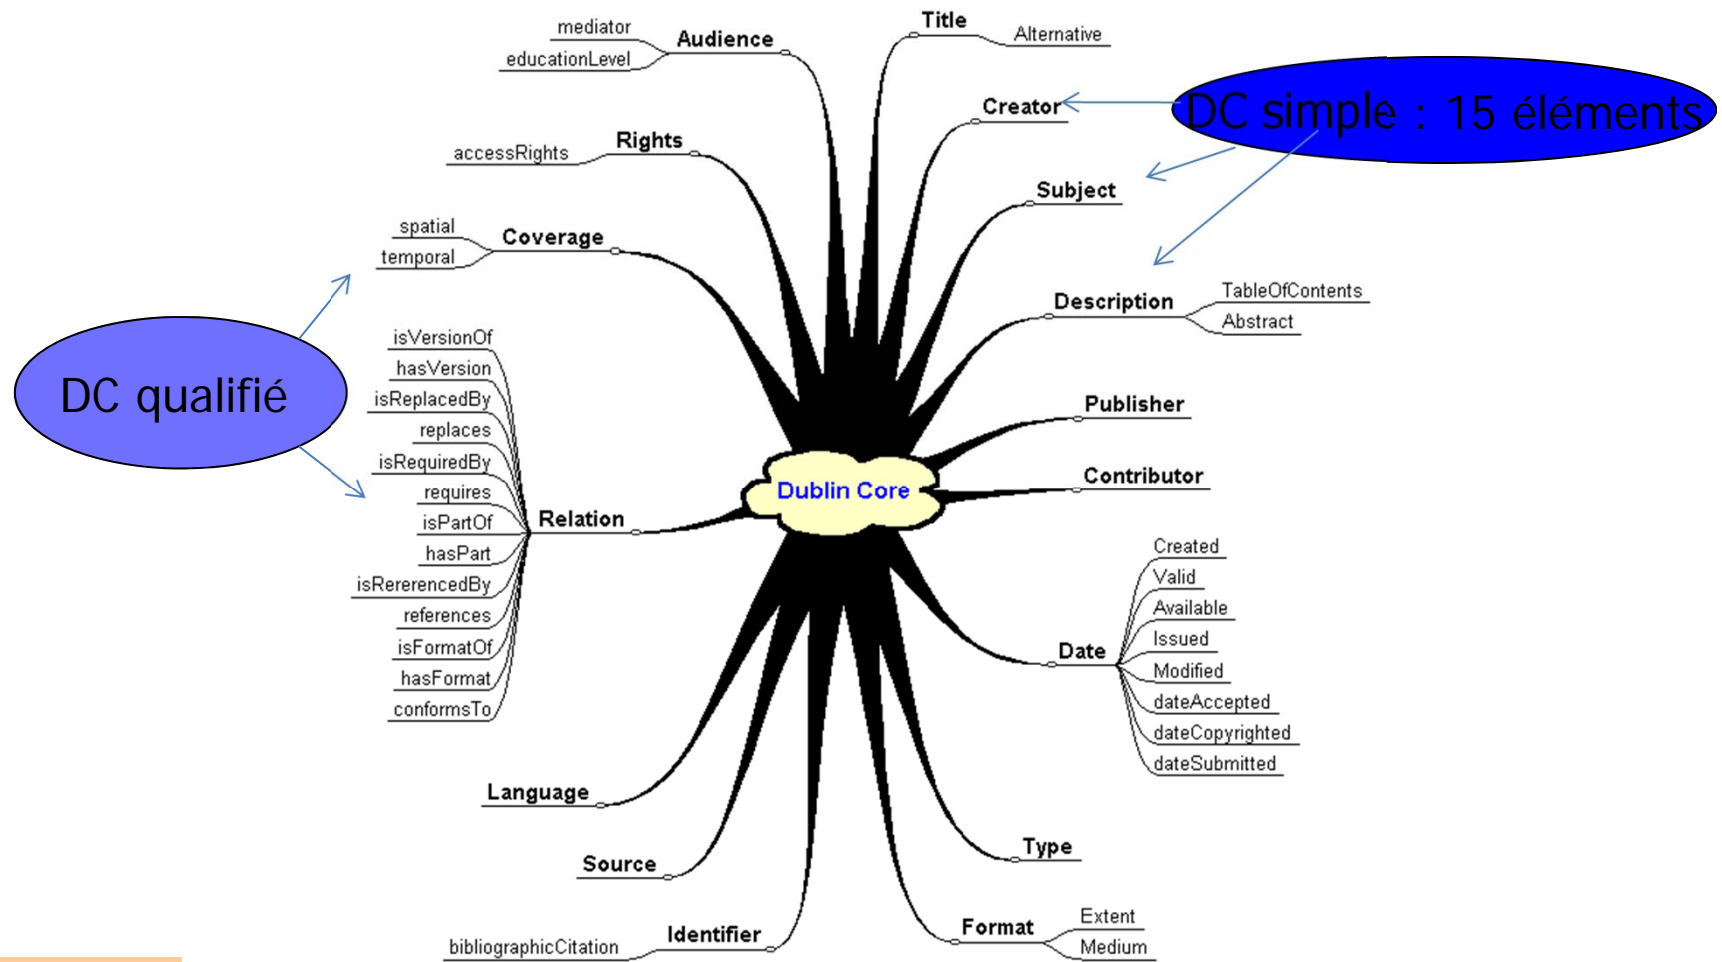 Title
Alternative
Creator
DC simple : 15 éléments
Subject
Description
TableOfContents
Abstract
Publisher
Contributor
Date
Created
Valid
Available
Issued
Modified
dateAccepted
dateCopyrighted
dateSubmitted
Type
Format
Extent
Medium
Dublin Core
Audience
mediator
educationLevel
Rights
accessRights
Coverage
spatial
temporal
DC qualifié
Relation
isVersionOf
hasVersion
isReplacedBy
replaces
isRequiredBy
requires
isPartOf
hasPart
isRererencedBy
references
isFormatOf
hasFormat
conformsTo
Language
Source
Identifier
bibliographicCitation